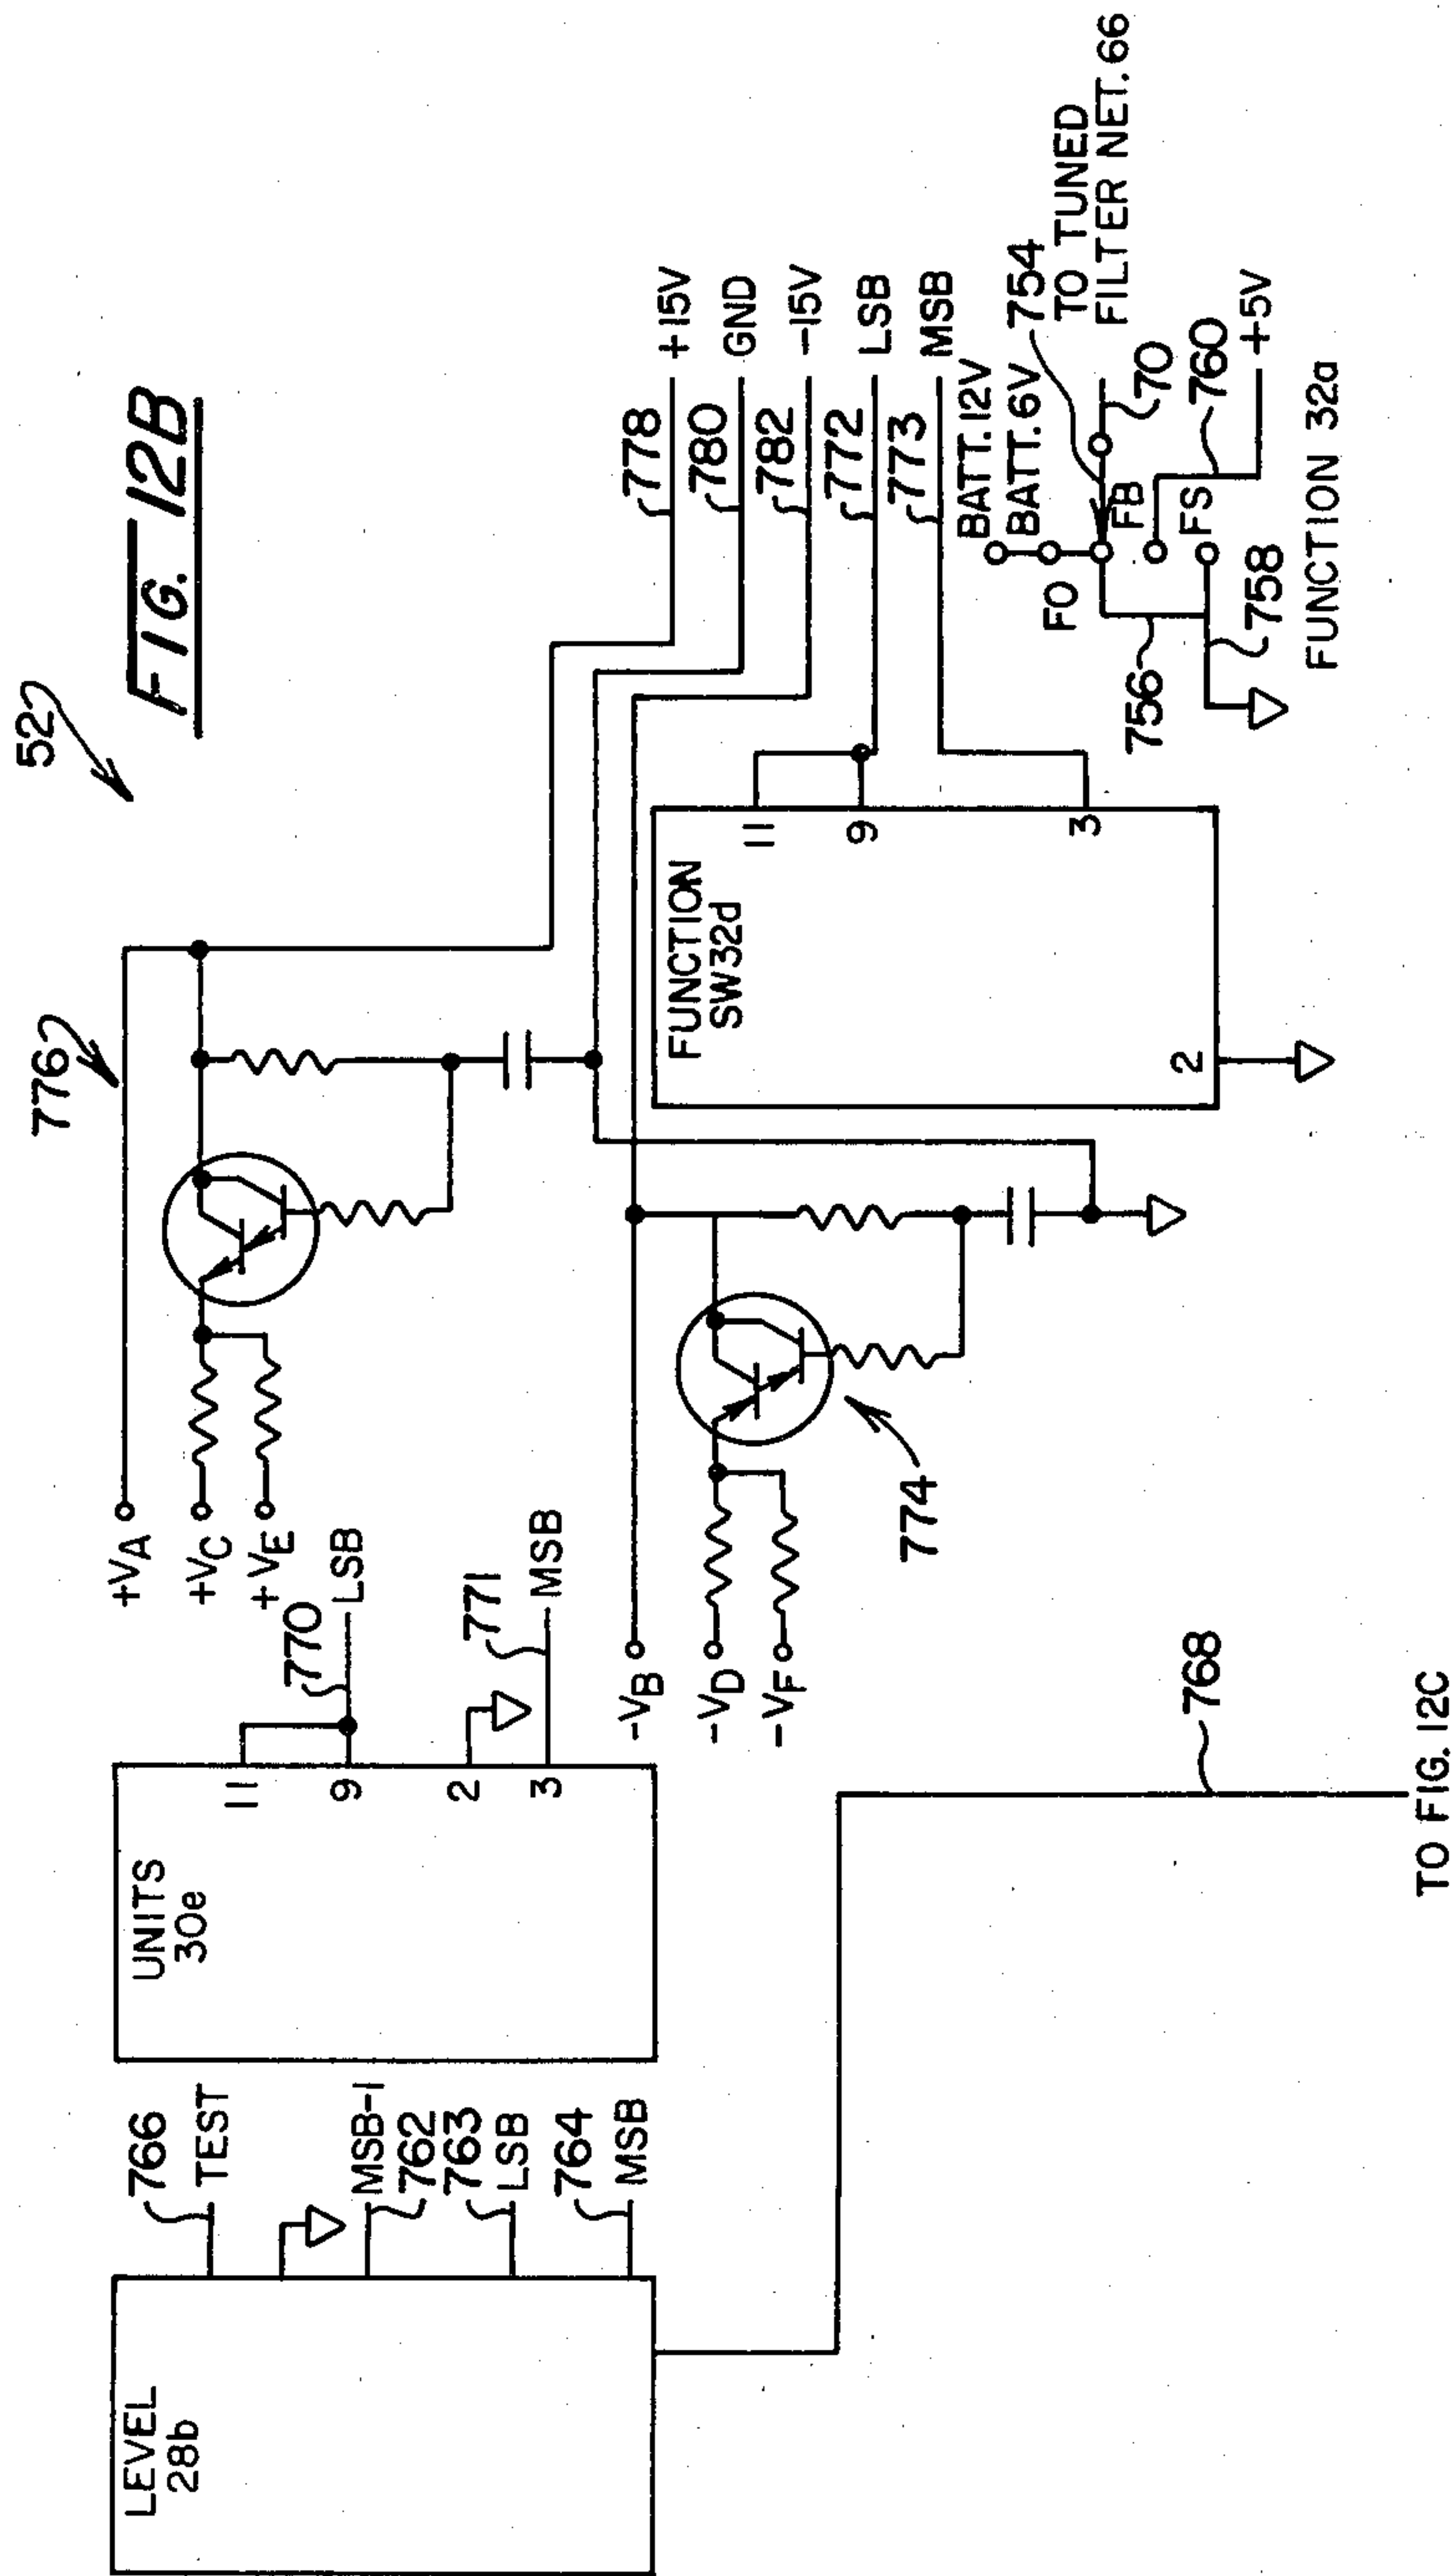 FIG. 12B
52
776
LEVEL
28b
766
TEST
MSB-1
762
763
LSB
764
MSB
UNITS
30e
11
9
2
3
770
LSB
771
MSB
+VA
+VC
+VE
-VB
-VD
-VF
774
768
TO FIG. 12C
FUNCTION
SW32d
11
9
3
2
778
+15V
780
GND
782
-15V
772
LSB
773
MSB
BATT.12V
BATT.6V
754
TO TUNED
FILTER NET.66
70
FO
FB
FS
756
758
760
+5V
FUNCTION 32a